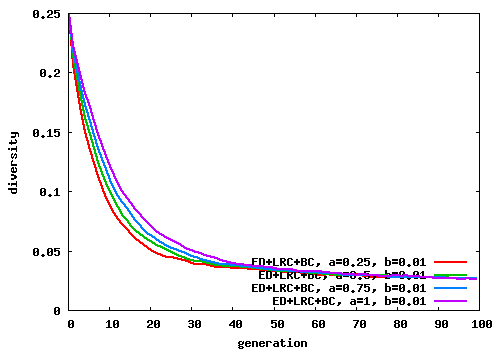 0.25
0.2
0.15
0.1
0.05
0
diversity
0 10 20 30 40 50 60 70 80 90 100
generation
ED+LRC+BC, a=0.25, b=0.01
ED+LRC+BC, a=0.5, b=0.01
ED+LRC+BC, a=0.75, b=0.01
ED+LRC+BC, a=1, b=0.01